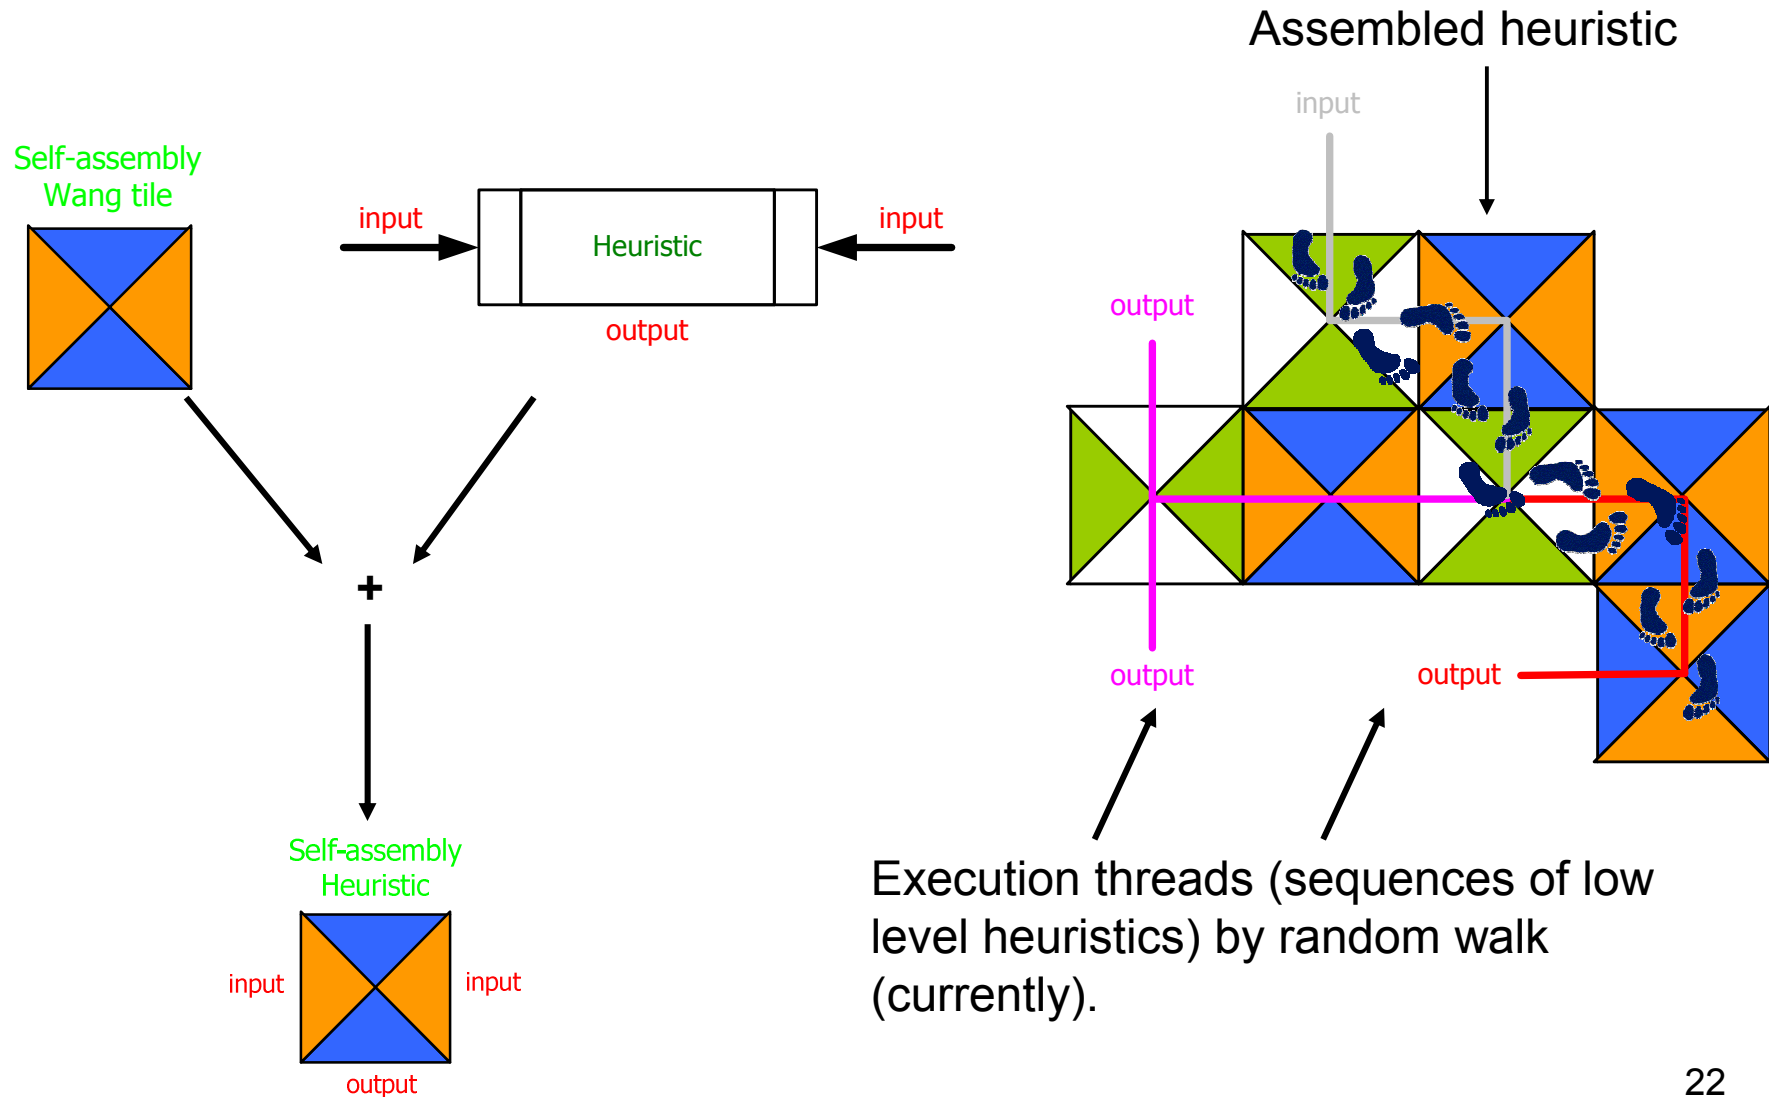 Assembled heuristic
input
Self-assembly
Wang tile
input
Heuristic
input
output
output
+
output
output
Self-assembly
Heuristic
input
input
output
Execution threads (sequences of low
level heuristics) by random walk
(currently).
22